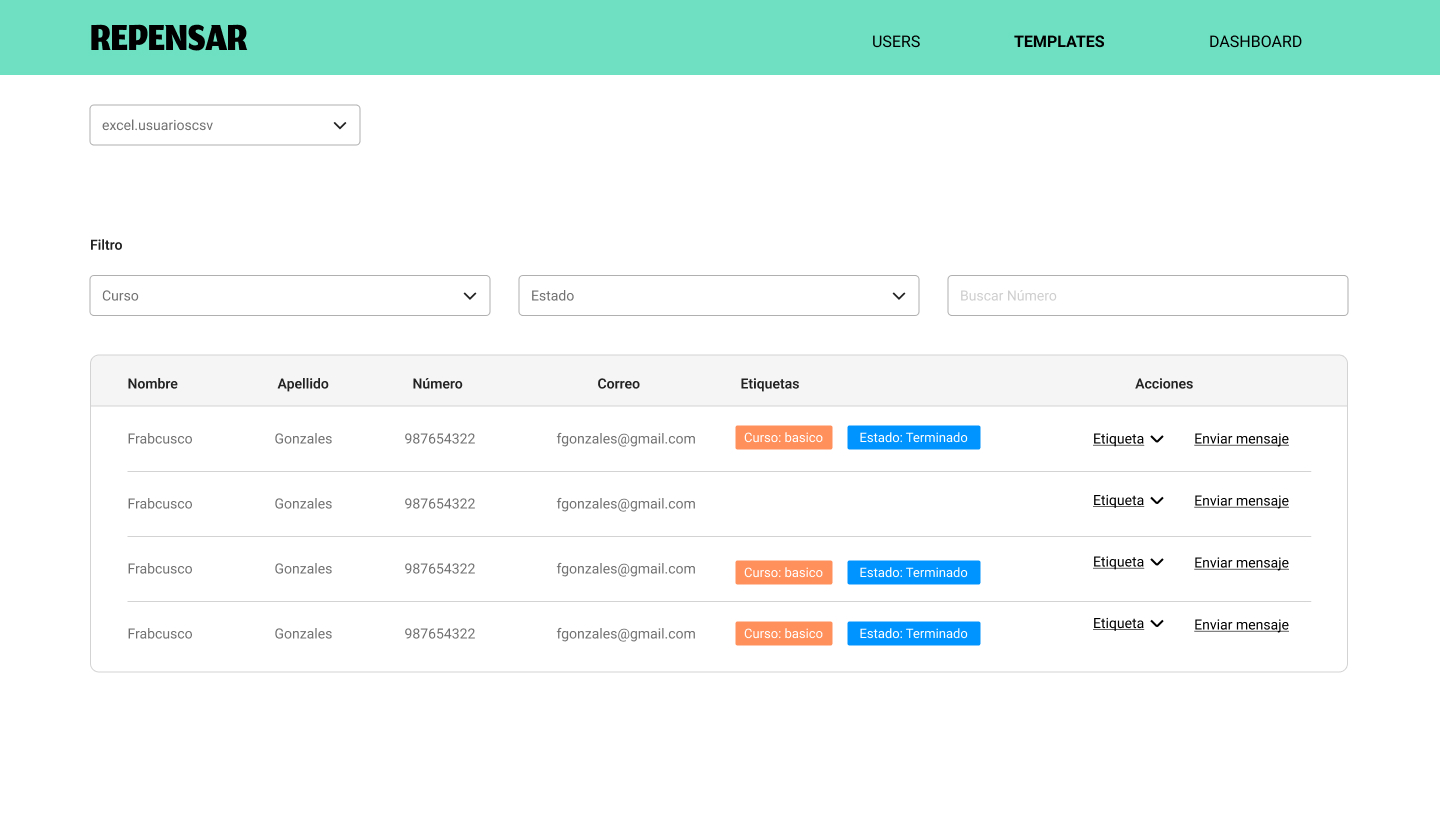 REPENSAR USERS TEMPLATES DASHBOARD
excel.usuarioscsv
Filtro
Curso Estado Buscar Número
Nombre Apellido Número Correo Etiquetas Acciones
Frabcusco Gonzales 987654322 fgonzales@gmail.com Curso: basico Estado: Terminado Etiqueta Enviar mensaje
Frabcusco Gonzales 987654322 fgonzales@gmail.com Etiqueta Enviar mensaje
Frabcusco Gonzales 987654322 fgonzales@gmail.com Curso: basico Estado: Terminado Etiqueta Enviar mensaje
Frabcusco Gonzales 987654322 fgonzales@gmail.com Curso: basico Estado: Terminado Etiqueta Enviar mensaje